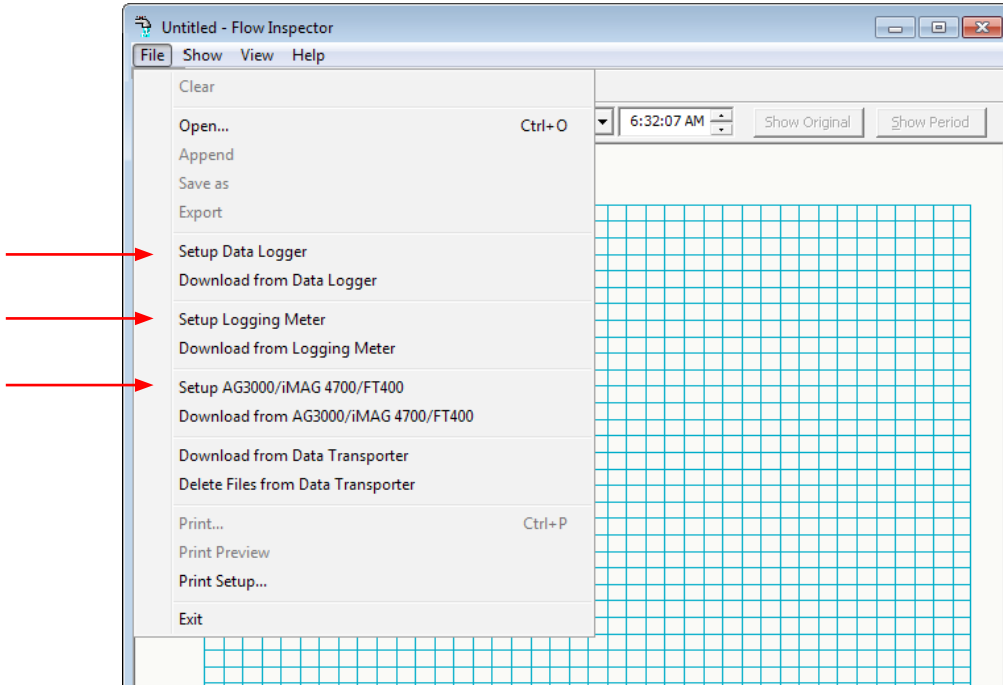 Untitled - Flow Inspector
File Show View Help
Clear
Open... Ctrl+O
6:32:07 AM Show Original Show Period
Append
Save as
Export
Setup Data Logger
Download from Data Logger
Setup Logging Meter
Download from Logging Meter
Setup AG3000/iMAG 4700/FT400
Download from AG3000/iMAG 4700/FT400
Download from Data Transporter
Delete Files from Data Transporter
Print... Ctrl+P
Print Preview
Print Setup...
Exit